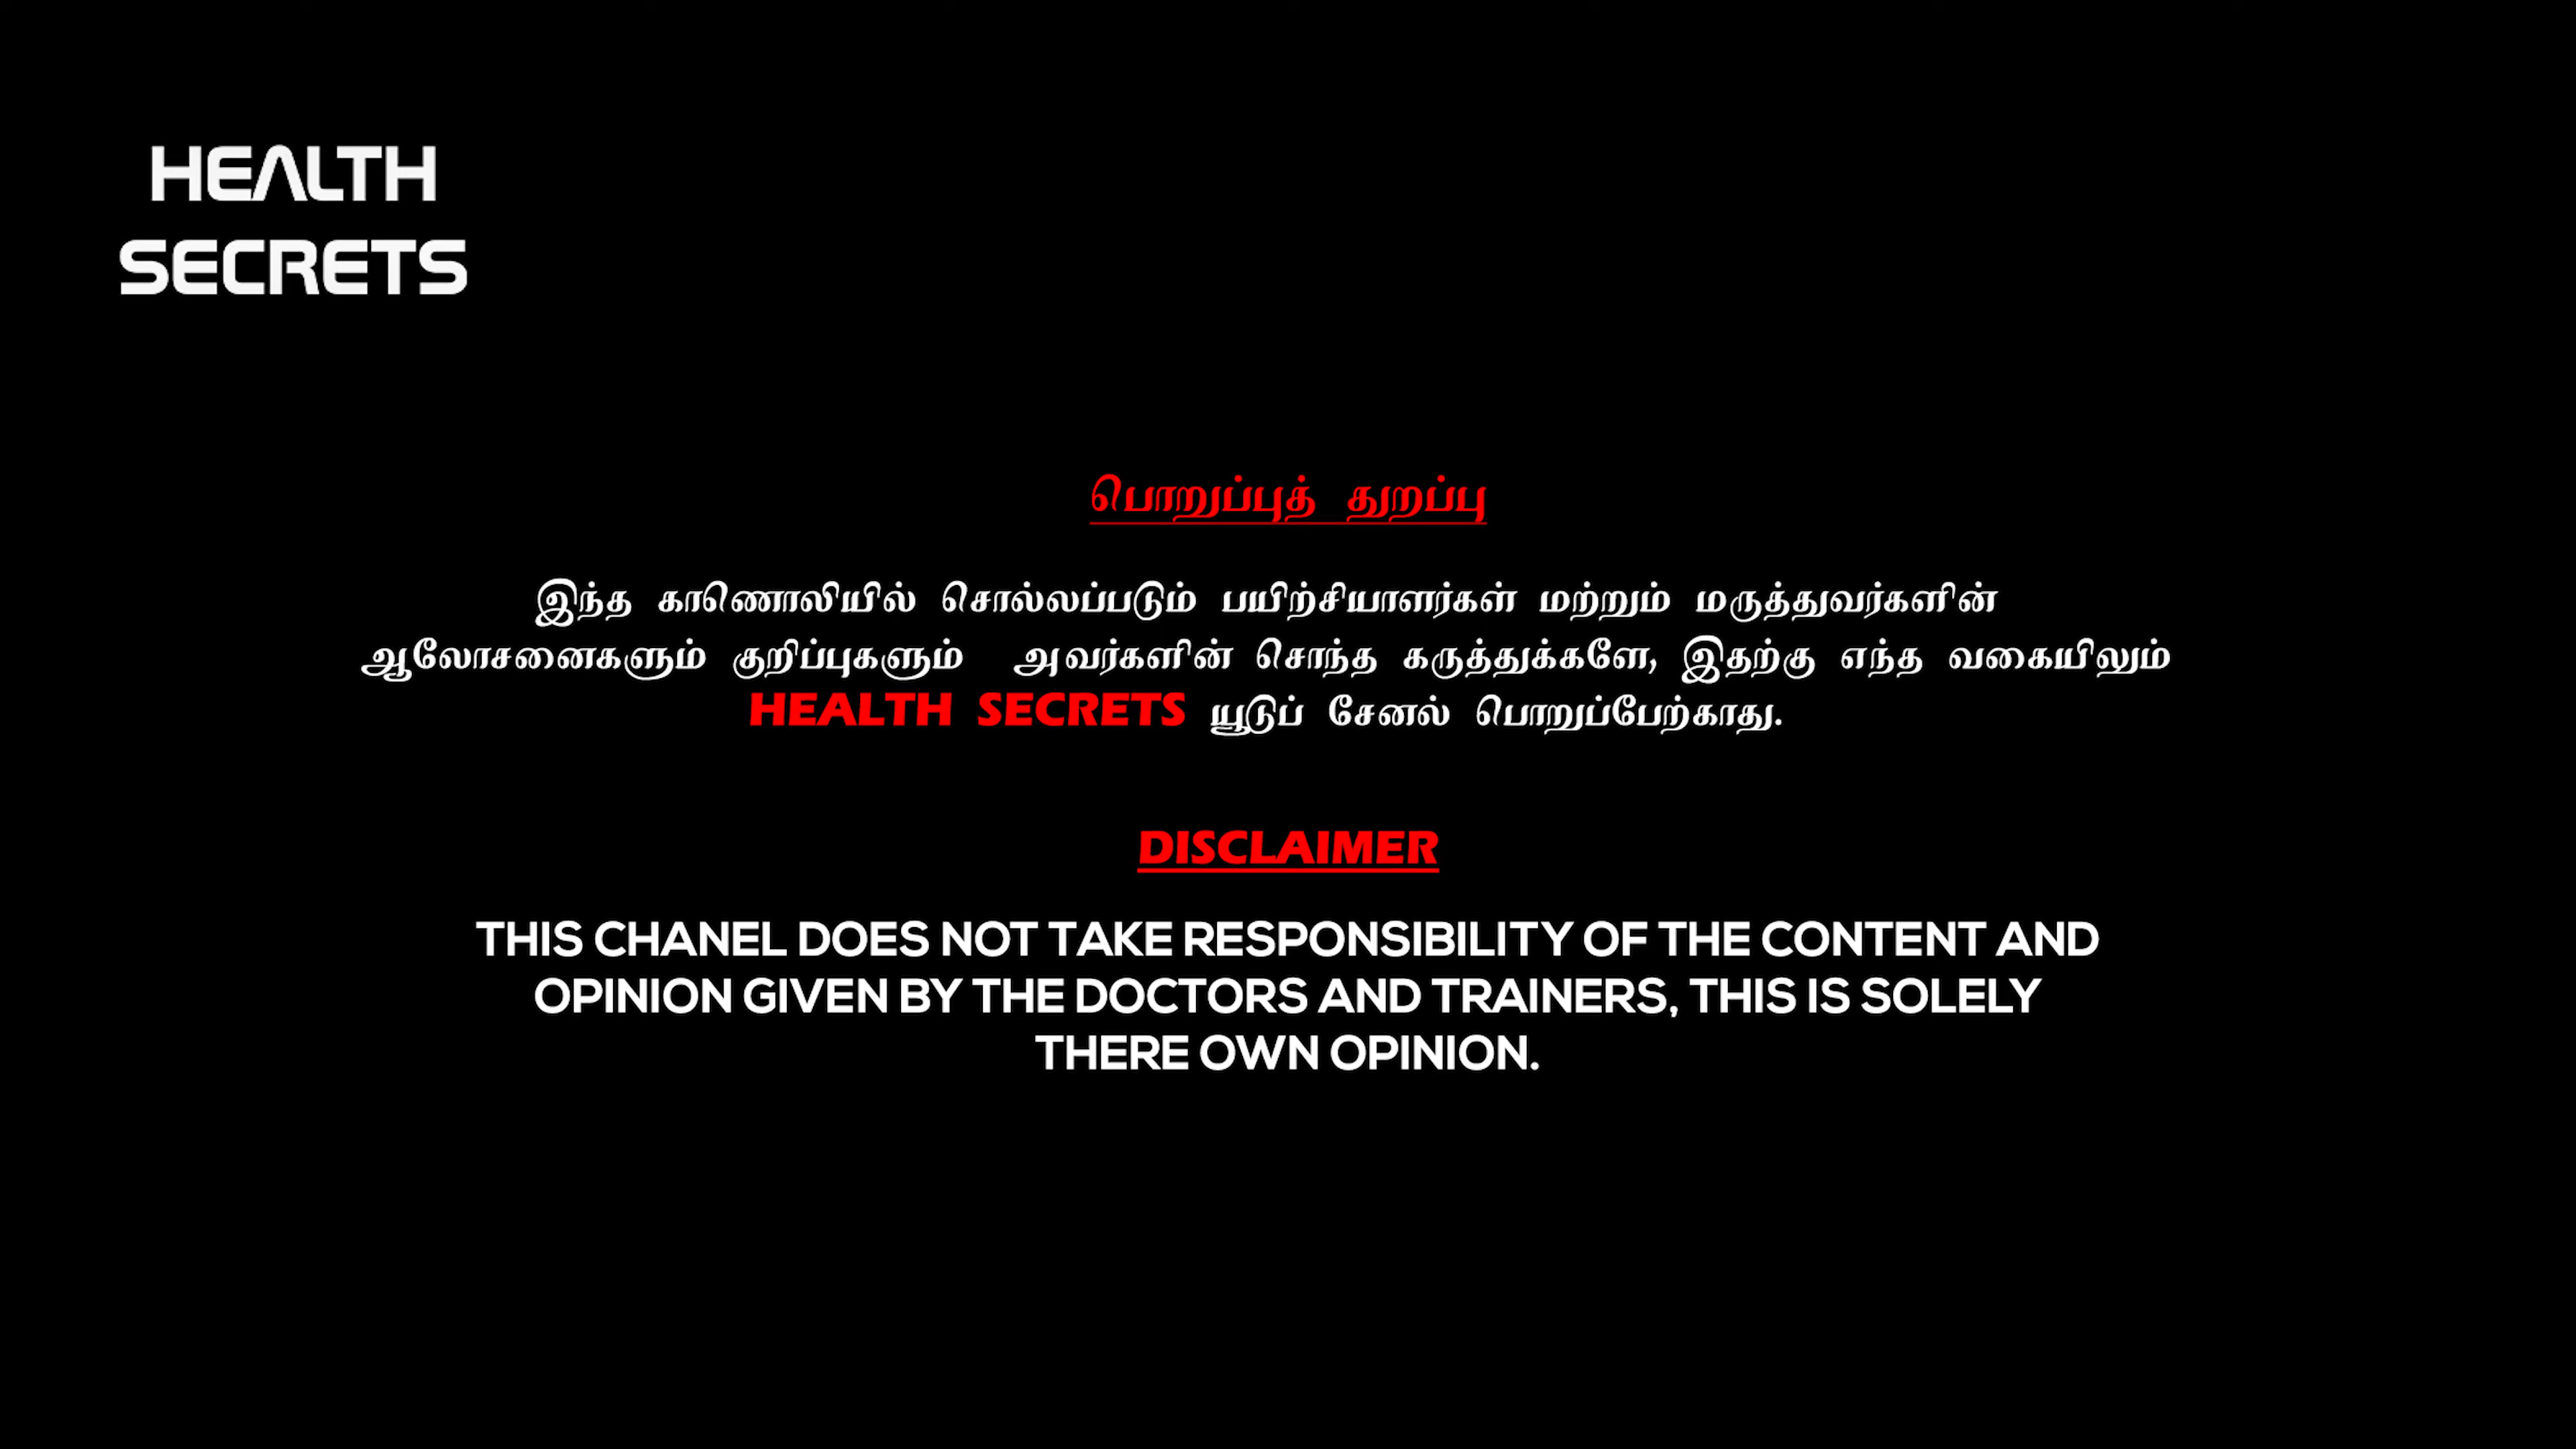 HEALTH
SECRETS
பொறுப்புத் துறப்பு
இந்த காணொலியில் சொல்லப்படும் பயிற்சியாளர்கள் மற்றும் மருத்துவர்களின்
ஆலோசனைகளும் குறிப்புகளும் அவர்களின் சொந்த கருத்துக்களே, இதற்கு எந்த வகையிலும்
HEALTH SECRETS யூடுப் சேனல் பொறுப்பேற்காது.
DISCLAIMER
THIS CHANEL DOES NOT TAKE RESPONSIBILITY OF THE CONTENT AND
OPINION GIVEN BY THE DOCTORS AND TRAINERS, THIS IS SOLELY
THERE OWN OPINION.